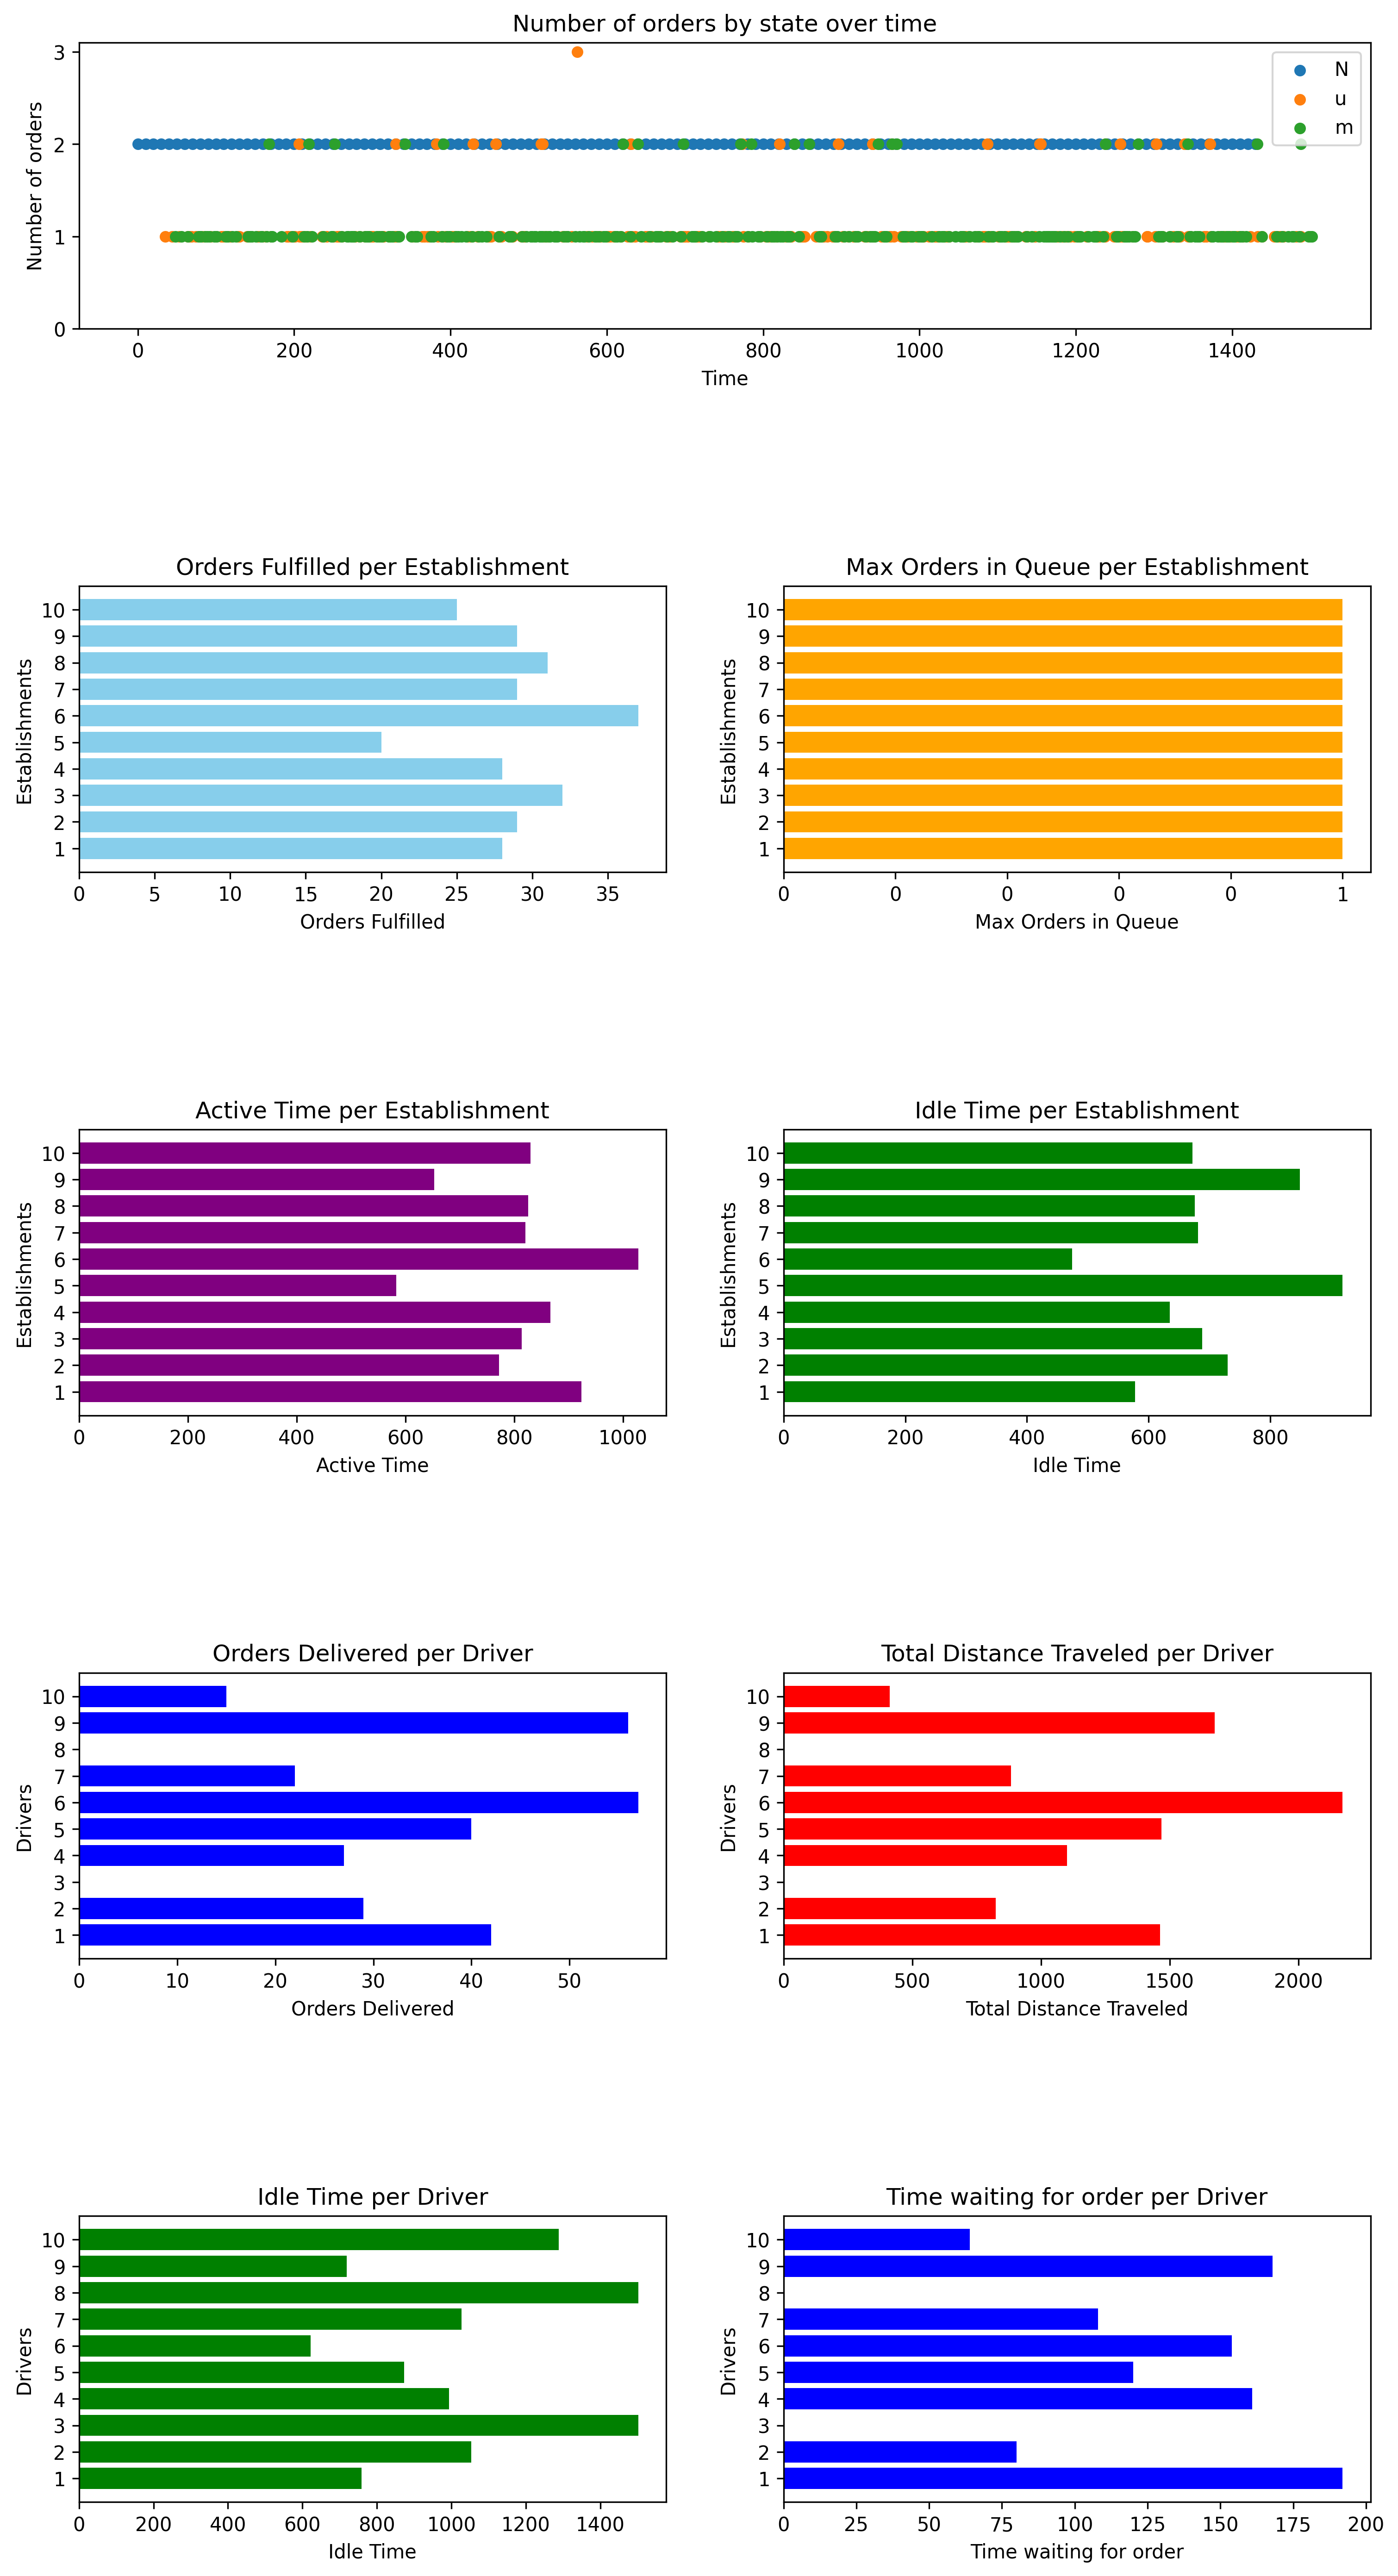 Number of orders by state over time
3
2
1
0
Number of orders
N
u
m
0 200 400 600 800 1000 1200 1400
Time
Orders Fulfilled per Establishment
10
9
8
7
6
5
4
3
2
1
Establishments
0 5 10 15 20 25 30 35
Orders Fulfilled
Max Orders in Queue per Establishment
10
9
8
7
6
5
4
3
2
1
Establishments
0 0 0 0 0 1
Max Orders in Queue
Active Time per Establishment
10
9
8
7
6
5
4
3
2
1
Establishments
0 200 400 600 800 1000
Active Time
Idle Time per Establishment
10
9
8
7
6
5
4
3
2
1
Establishments
0 200 400 600 800
Idle Time
Orders Delivered per Driver
10
9
8
7
6
5
4
3
2
1
Drivers
0 10 20 30 40 50
Orders Delivered
Total Distance Traveled per Driver
10
9
8
7
6
5
4
3
2
1
Drivers
0 500 1000 1500 2000
Total Distance Traveled
Idle Time per Driver
10
9
8
7
6
5
4
3
2
1
Drivers
0 200 400 600 800 1000 1200 1400
Idle Time
Time waiting for order per Driver
10
9
8
7
6
5
4
3
2
1
Drivers
0 25 50 75 100 125 150 175 200
Time waiting for order